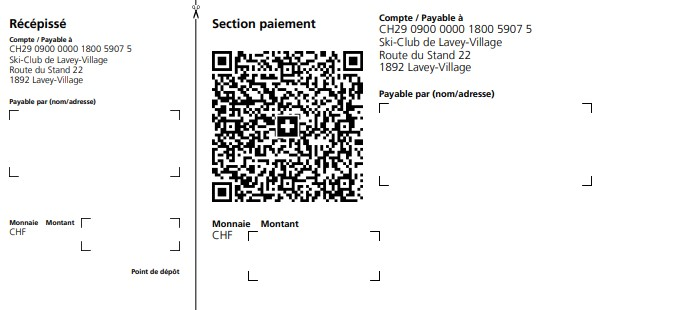 Récépissé
Compte / Payable à
CH29 0900 0000 1800 5907 5
Ski-Club de Lavey-Village
Route du Stand 22
1892 Lavey-Village
Payable par (nom/adresse)
Monnaie Montant
CHF
Point de dépôt
Section paiement
Monnaie Montant
CHF
Compte / Payable à
CH29 0900 0000 1800 5907 5
Ski-Club de Lavey-Village
Route du Stand 22
1892 Lavey-Village
Payable par (nom/adresse)